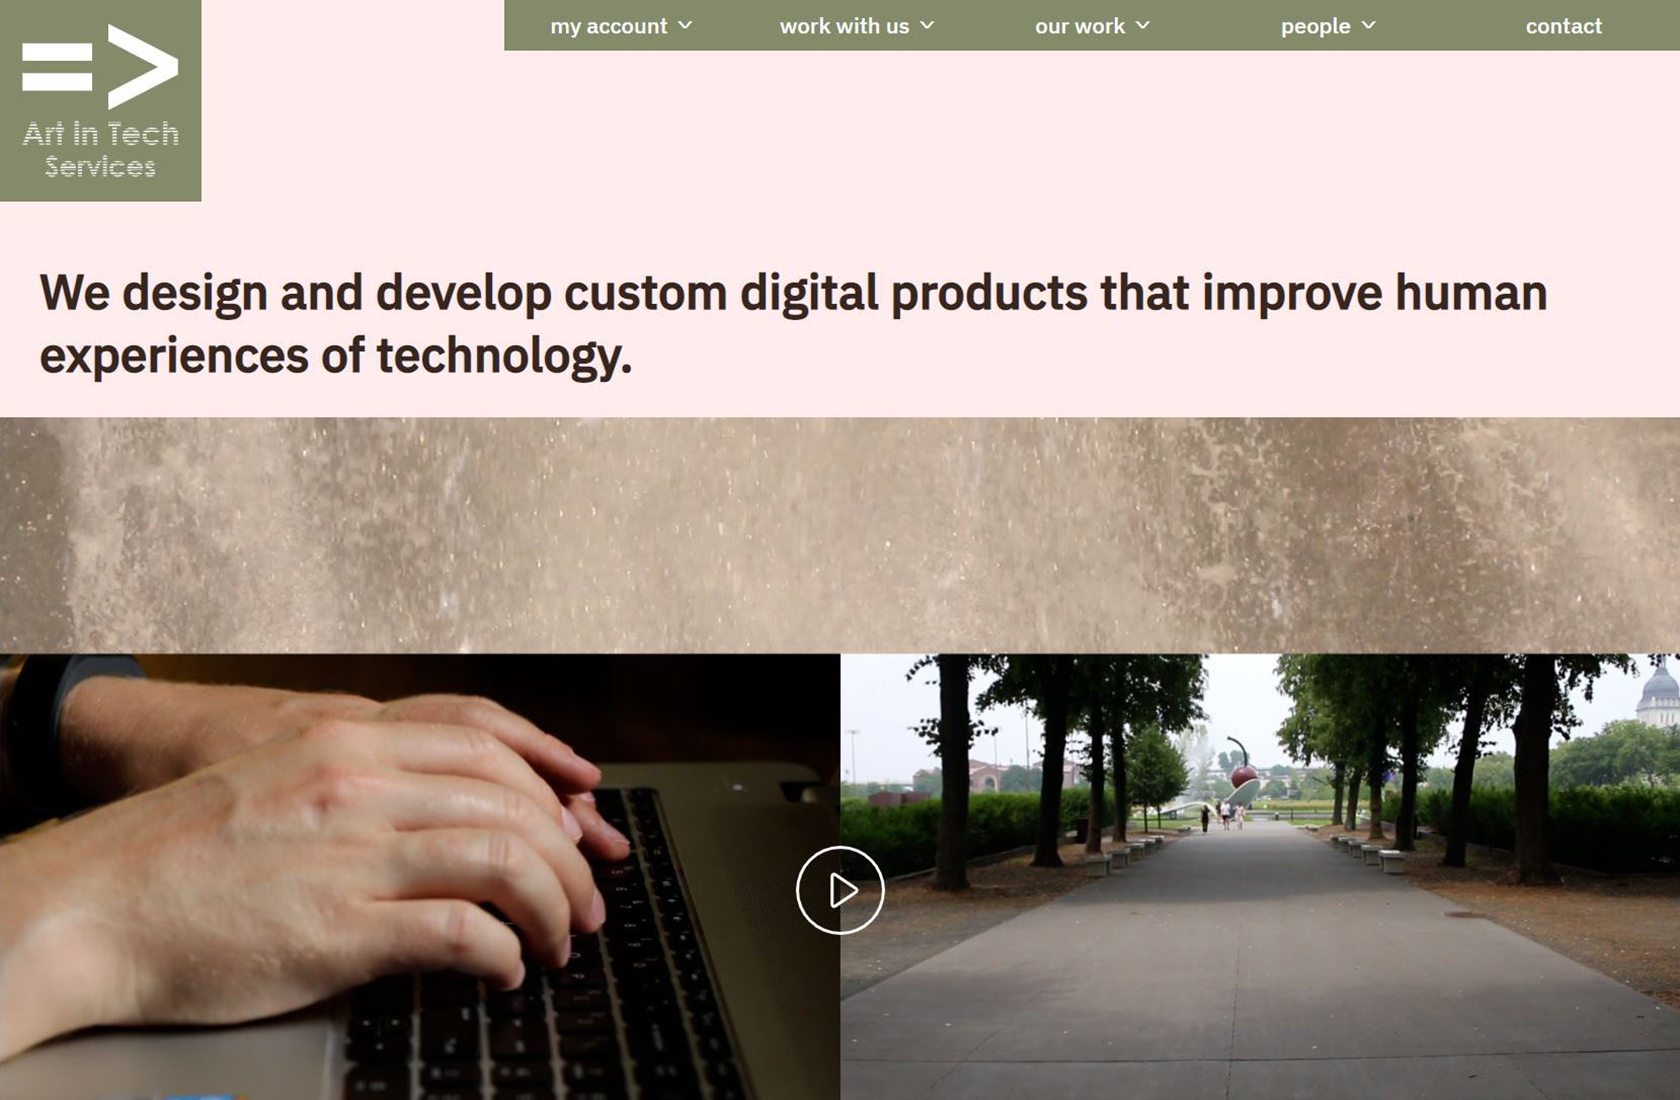 =>
Art in Tech
Services
my account
work with us
our work
people
contact
We design and develop custom digital products that improve human
experiences of technology.